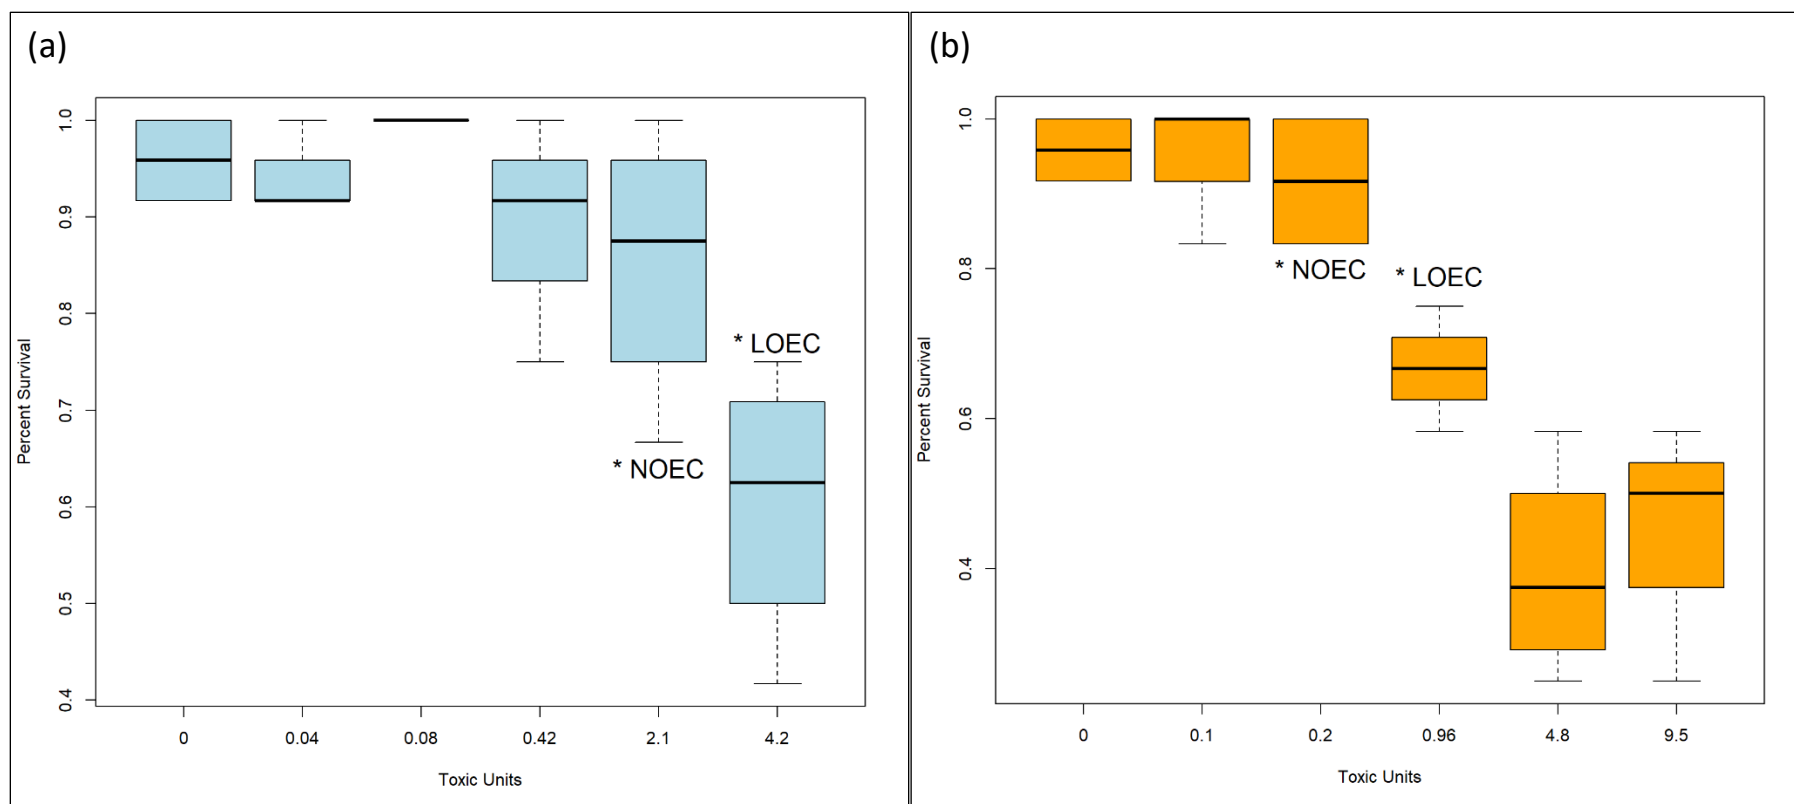 (a)
1.0
0.9
0.8
0.7
0.6
0.5
0.4
Percent Survival
* LOEC
* NOEC
0 0.04 0.08 0.42 2.1 4.2
Toxic Units
(b)
1.0
0.8
0.6
0.4
Percent Survival
* NOEC
* LOEC
0 0.1 0.2 0.96 4.8 9.5
Toxic Units